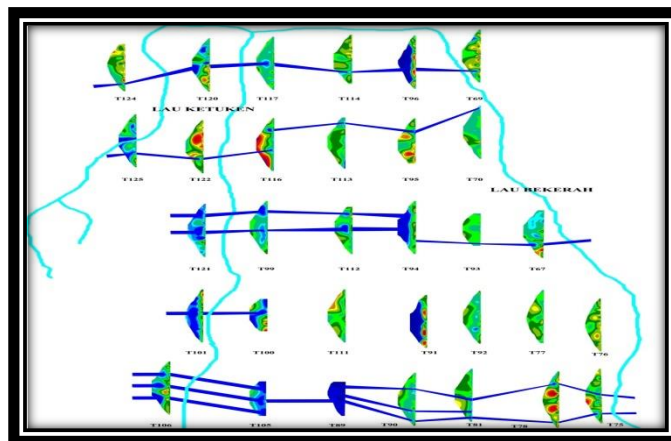 T124 T120 T117 T114 T96 T69
LAU KETUKEN
T125 T122 T116 T113 T95 T70
LAU BEKERAH
T121 T99 T112 T94 T93 T67
T101 T100 T111 T91 T92 T77 T76
T106 T105 T89 T90 T81 T78 T75